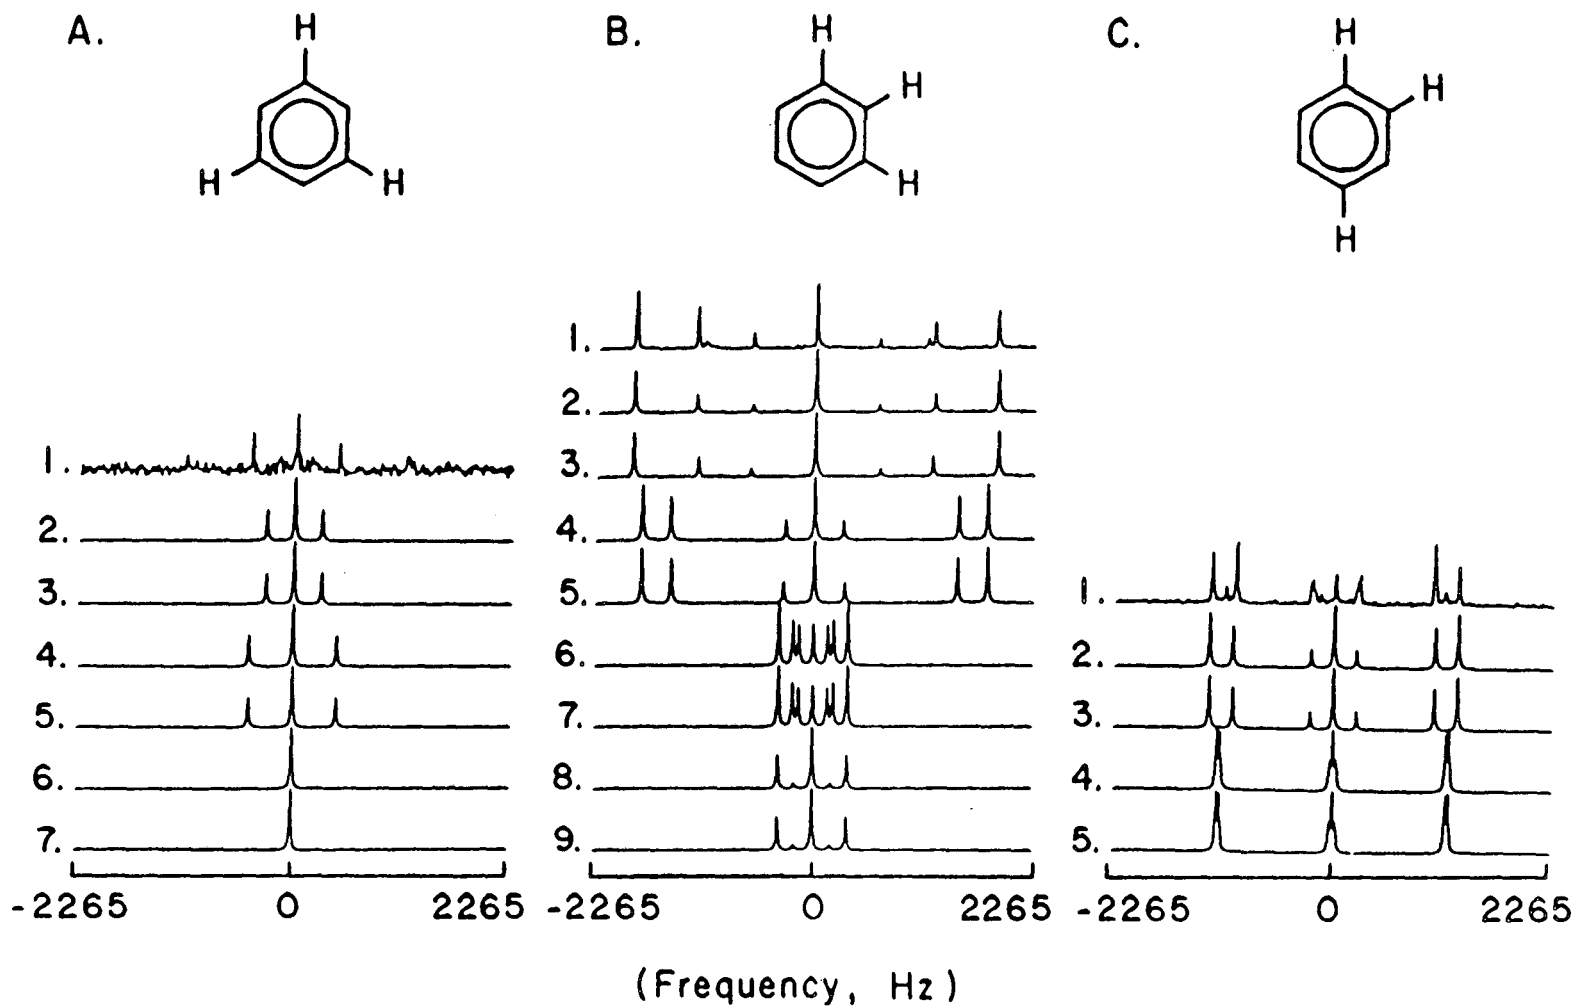 A.
H
H
H
1.
2.
3.
4.
5.
6.
7.
-2265 0 2265
B.
H
H
H
1.
2.
3.
4.
5.
6.
7.
8.
9.
-2265 0 2265
C.
H
H
H
1.
2.
3.
4.
5.
-2265 0 2265
(Frequency, Hz)